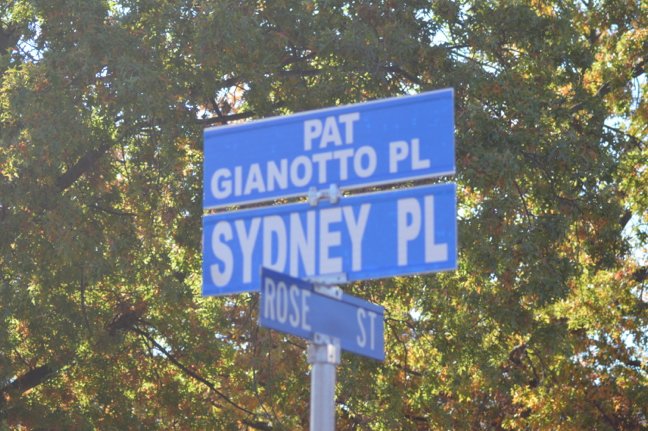 PAT
GIANOTTO PL
SYDNEY PL
ROSE ST